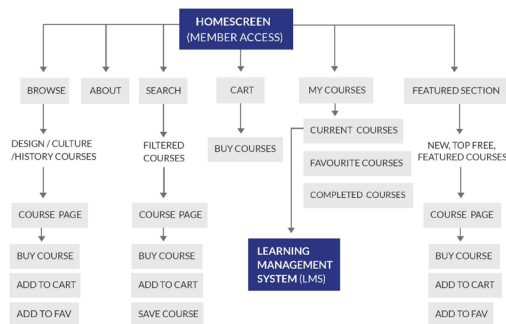 HOMESCREEN
(MEMBER ACCESS)
BROWSE
ABOUT
SEARCH
CART
MY COURSES
FEATURED SECTION
DESIGN / CULTURE
/HISTORY COURSES
FILTERED
COURSES
BUY COURSES
CURRENT COURSES
FAVOURITE COURSES
COMPLETED COURSES
NEW, TOP FREE,
FEATURED COURSES
COURSE PAGE
COURSE PAGE
COURSE PAGE
BUY COURSE
ADD TO CART
ADD TO FAV
BUY COURSE
ADD TO CART
SAVE COURSE
LEARNING
MANAGEMENT
SYSTEM (LMS)
BUY COURSE
ADD TO CART
ADD TO FAV